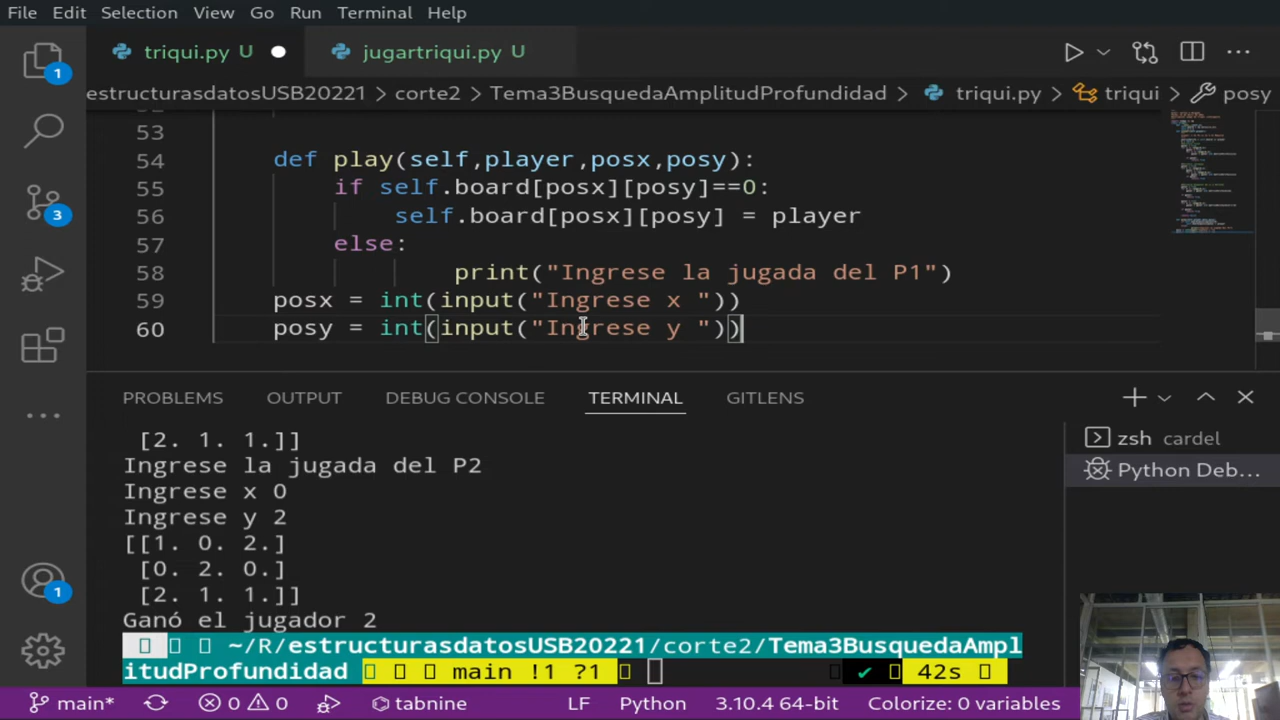 File Edit Selection View Go Run Terminal Help
triqui.py U jugartriqui.py U
estructurasdatosUSB20221 > corte2 > Tema3BusquedaAmplitudProfundidad > triqui.py > triqui > posy
53
54 def play(self,player,posx,posy):
55 if self.board[posx][posy]==0:
56 self.board[posx][posy] = player
57 else:
58 print("Ingrese la jugada del P1")
59 posx = int(input("Ingrese x "))
60 posy = int(input("Ingrese y "))
1
3
1
PROBLEMS OUTPUT DEBUG CONSOLE TERMINAL GITLENS
[2. 1. 1.]]
Ingrese la jugada del P2
Ingrese x 0
Ingrese y 2
[[1. 0. 2.]
[0. 2. 0.]
[2. 1. 1.]]
Ganó el jugador 2
~/R/estructurasdatosUSB20221/corte2/Tema3BusquedaAmpl
itudProfundidad main !1 ?1 ✔ 42s
zsh cardel
Python Deb...
main* 0 0 tabnine LF Python 3.10.4 64-bit Colorize: 0 variables